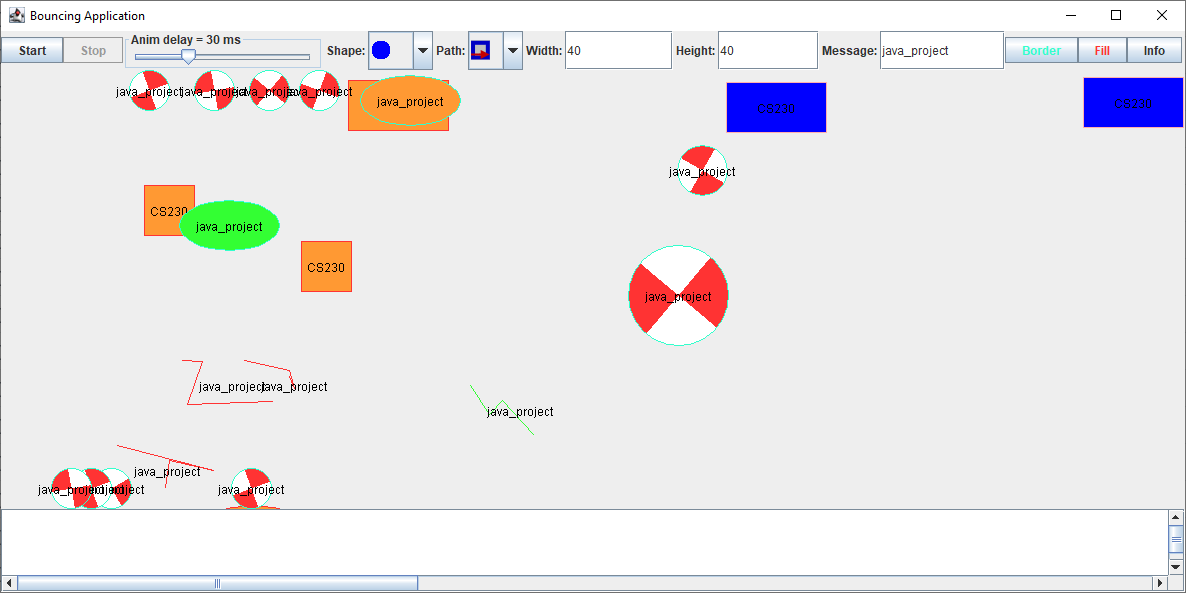 Bouncing Application
Start Stop Anim delay = 30 ms Shape: Path: Width: 40 Height: 40 Message: java_project Border Fill Info
java_project java_project java_project java_project java_project CS230 CS230
java_project
CS230 java_project
CS230
java_project
java_project java_project
java_project
java_project
java_project java_project java_project java_project